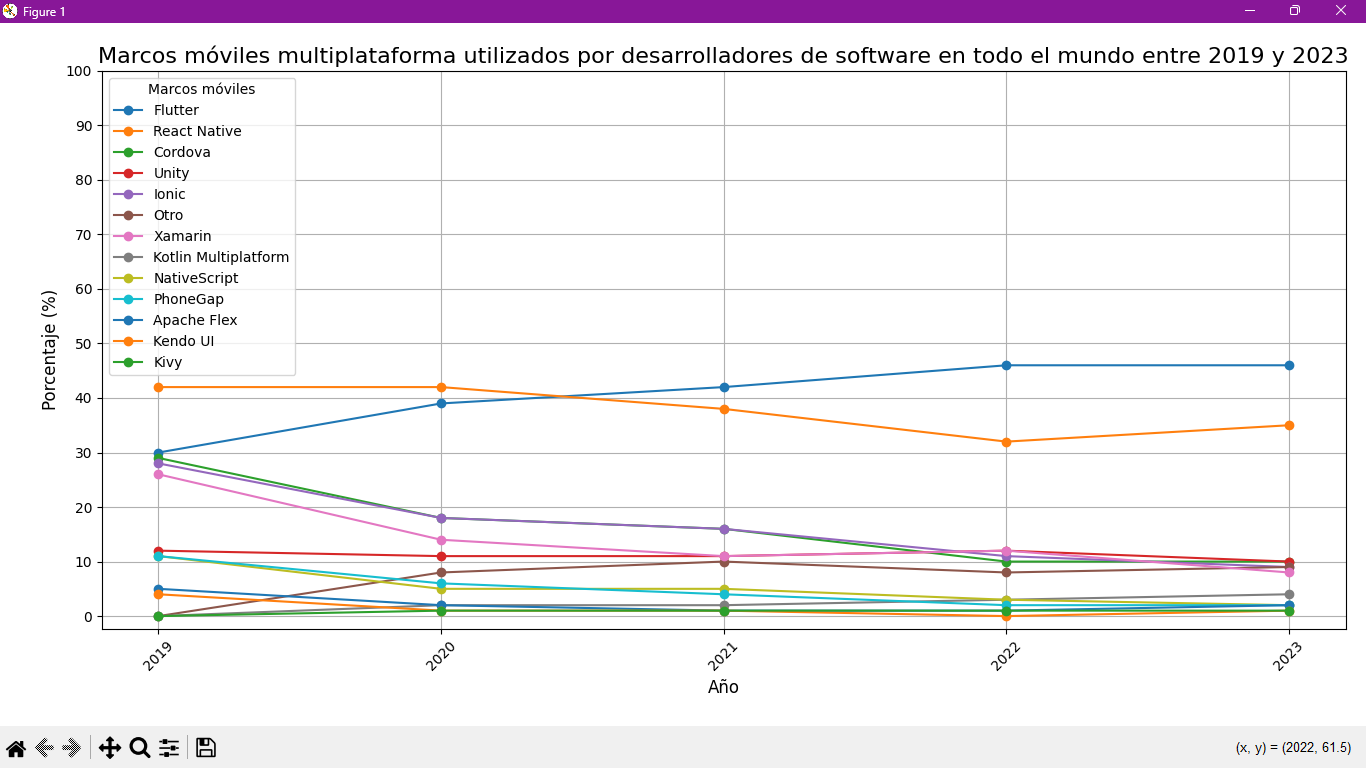 Figure 1
Marcos móviles multiplataforma utilizados por desarrolladores de software en todo el mundo entre 2019 y 2023
100
90
80
70
60
50
40
30
20
10
0
Porcentaje (%)
Marcos móviles
Flutter
React Native
Cordova
Unity
Ionic
Otro
Xamarin
Kotlin Multiplatform
NativeScript
PhoneGap
Apache Flex
Kendo UI
Kivy
2019
2020
2021
2022
2023
Año
(x, y) = (2022, 61.5)